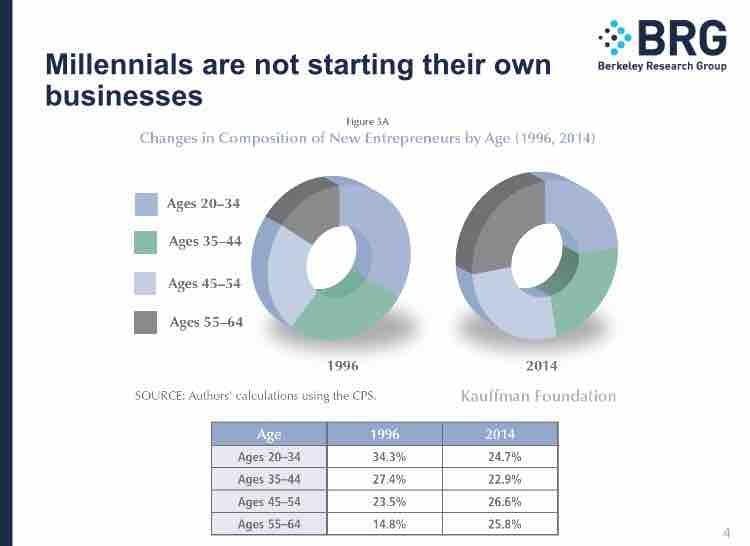 BRG
Berkeley Research Group
Millennials are not starting their own
businesses
Figure 5A
Changes in Composition of New Entrepreneurs by Age (1996, 2014)
Ages 20–34
Ages 35–44
Ages 45–54
Ages 55–64
1996
2014
SOURCE: Authors' calculations using the CPS.
Kauffman Foundation
Age 1996 2014
Ages 20–34 34.3% 24.7%
Ages 35–44 27.4% 22.9%
Ages 45–54 23.5% 26.6%
Ages 55–64 14.8% 25.8%
4